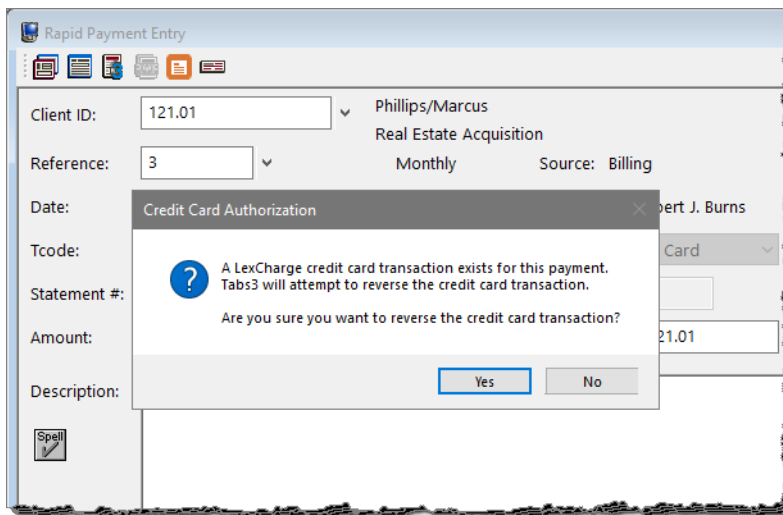 Rapid Payment Entry
Client ID: 121.01 Phillips/Marcus
Real Estate Acquisition
Reference: 3 Monthly Source: Billing
Date: Credit Card Authorization bert J. Burns
Tcode: Card
A LexCharge credit card transaction exists for this payment.
Tabs3 will attempt to reverse the credit card transaction.
Statement #:
Are you sure you want to reverse the credit card transaction?
Amount: 21.01
Yes No
Description:
Spell